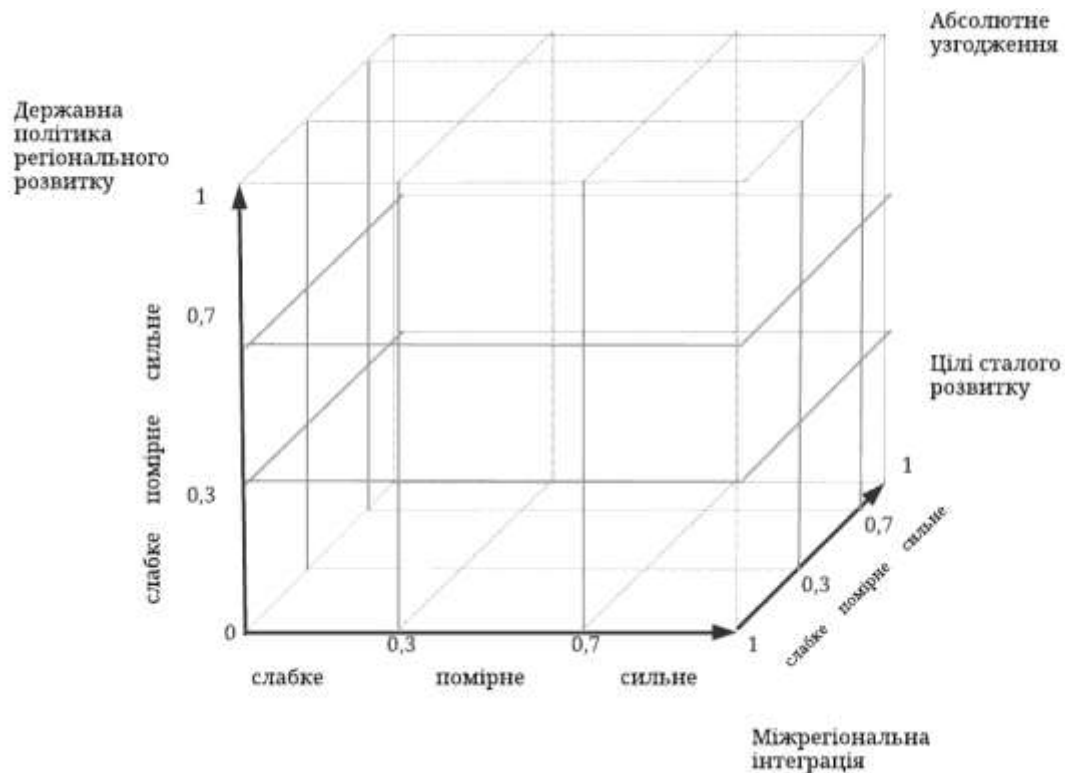 Абсолютне
узгодження
Державна
політика
регіонального
розвитку
1
0,7
сильне
Цілі сталого
розвитку
помірне
0,3
слабке
1
0,7
сильне
0,3
помірне
слабке
0
0,3
0,7
1
слабке
помірне
сильне
Міжрегіональна
інтеграція